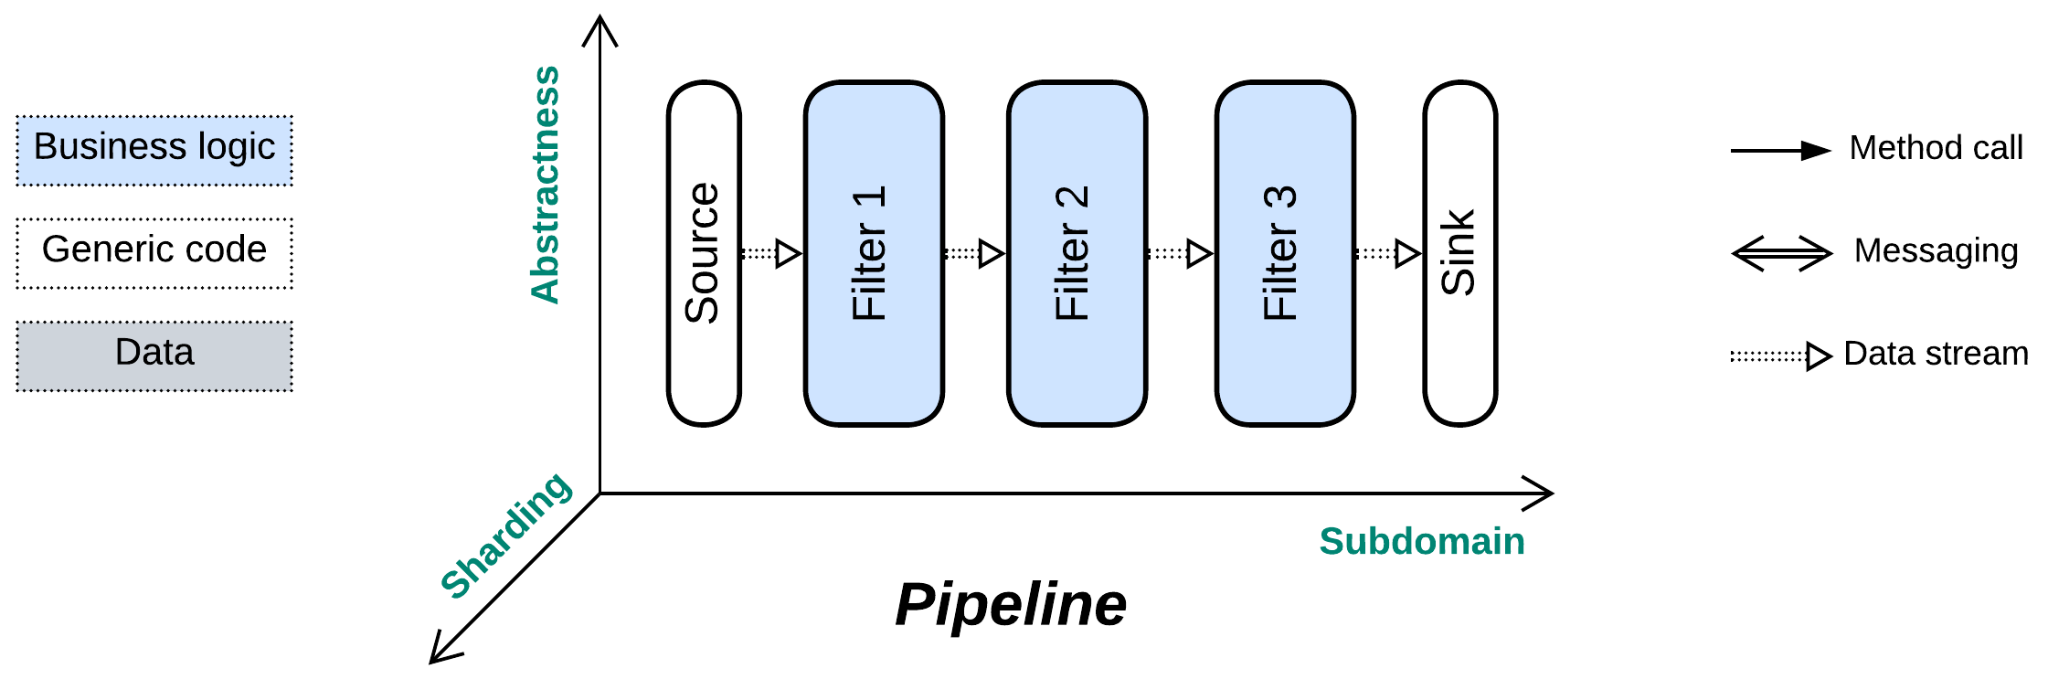 Business logic
Generic code
Data
Abstractness
Sharding
Subdomain
Source
Filter 1
Filter 2
Filter 3
Sink
Pipeline
Method call
Messaging
Data stream